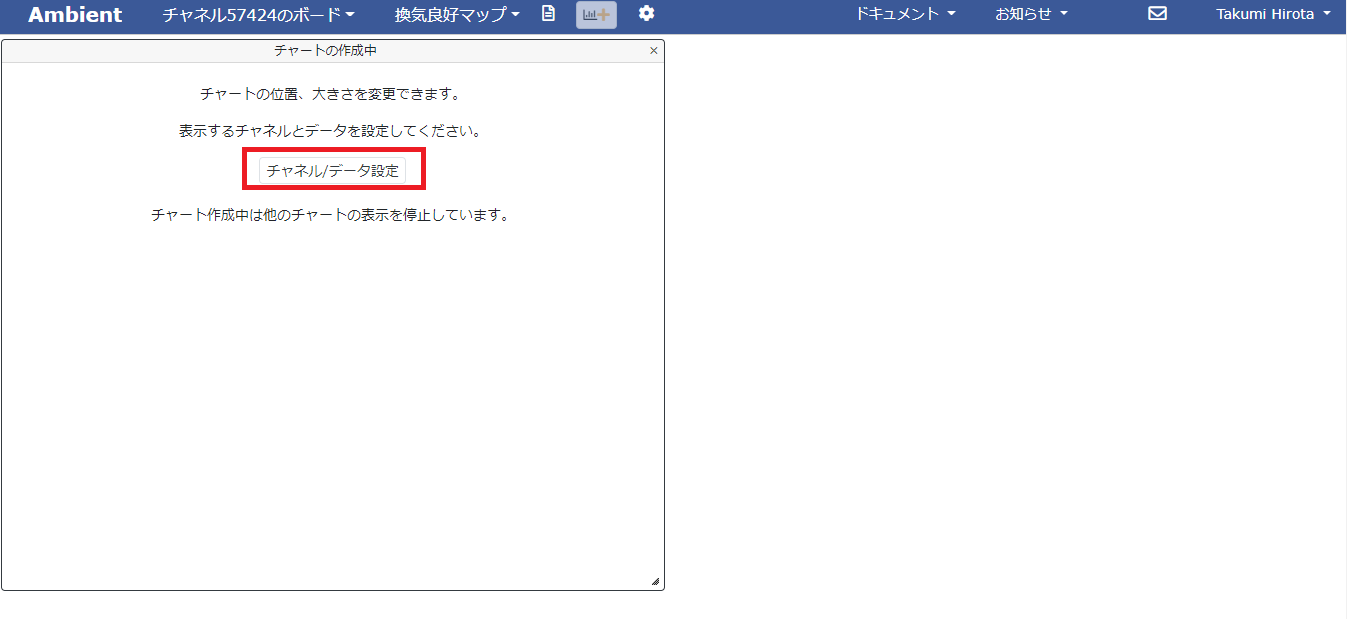 Ambient チャネル57424のボード 換気良好マップ ドキュメント お知らせ Takumi Hirota
チャートの作成中 ×
チャートの位置、大きさを変更できます。
表示するチャネルとデータを設定してください。
チャネル/データ設定
チャート作成中は他のチャートの表示を停止しています。